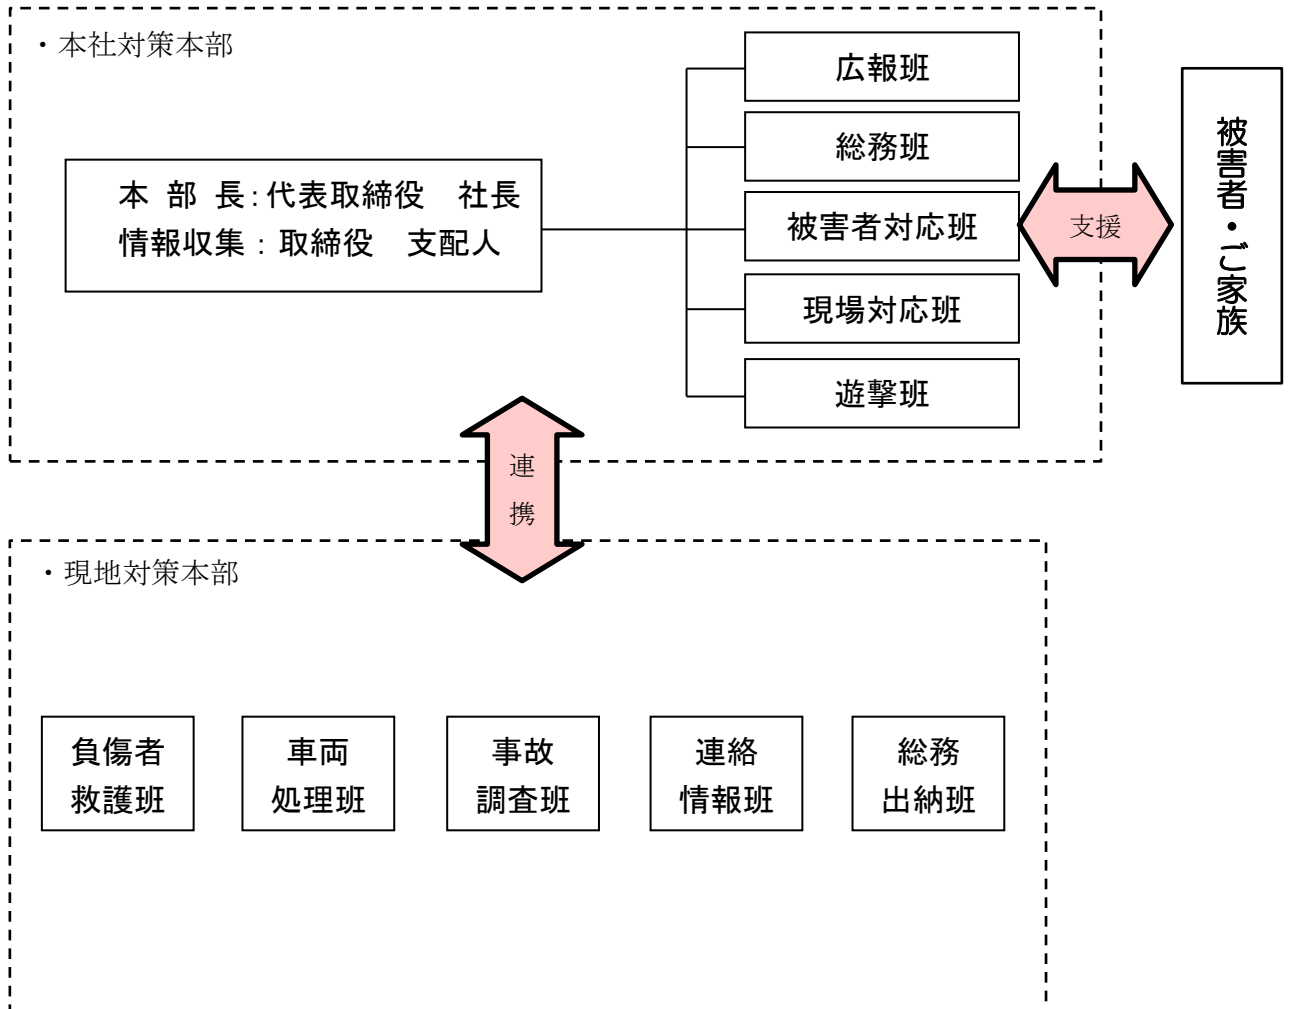 ・本社対策本部
本 部 長：代表取締役　社長
情報収集：取締役　支配人
広報班
総務班
被害者対応班
現場対応班
遊撃班
支援
被害者・ご家族
連
携
・現地対策本部
負傷者
救護班
車両
処理班
事故
調査班
連絡
情報班
総務
出納班